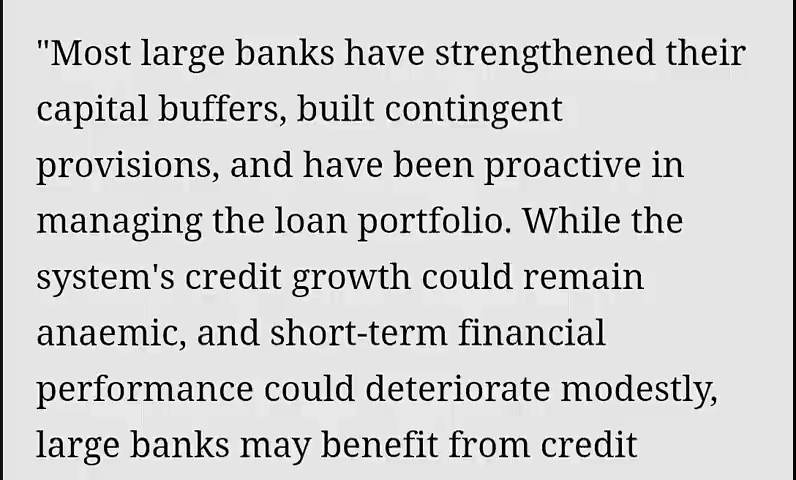 "Most large banks have strengthened their
capital buffers, built contingent
provisions, and have been proactive in
managing the loan portfolio. While the
system's credit growth could remain
anaemic, and short-term financial
performance could deteriorate modestly,
large banks may benefit from credit